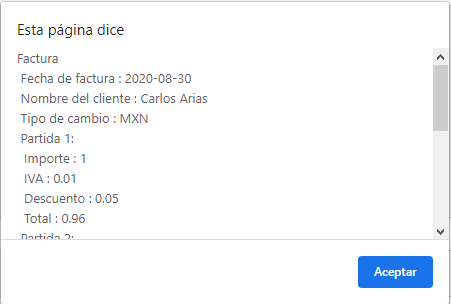 Esta página dice
Factura
Fecha de factura : 2020-08-30
Nombre del cliente : Carlos Arias
Tipo de cambio : MXN
Partida 1:
Importe : 1
IVA : 0.01
Descuento : 0.05
Total : 0.96
Partida 2:
Aceptar